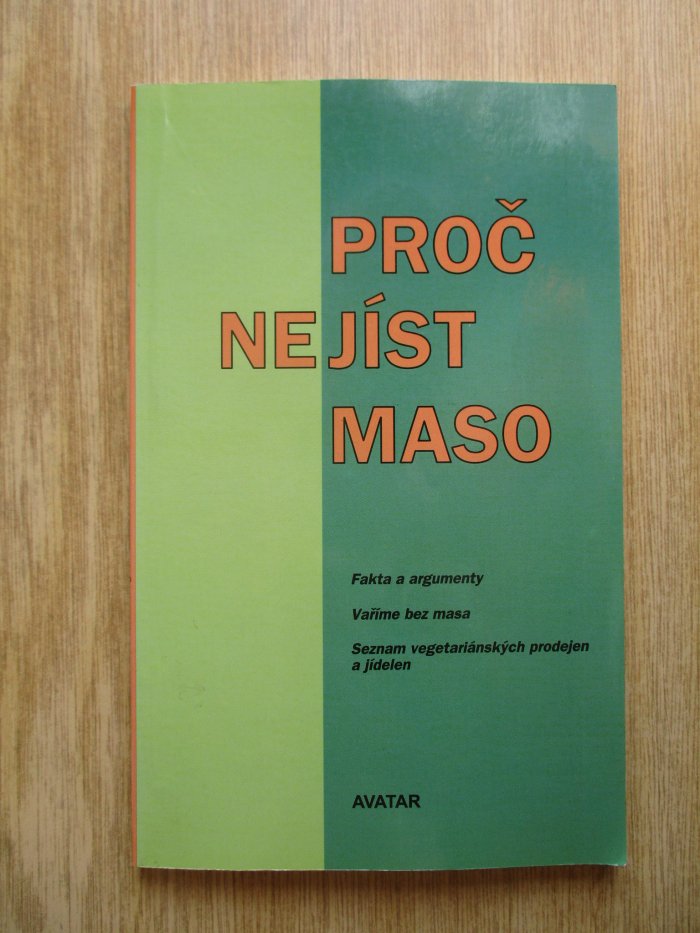 PROČ
NEJÍST
MASO
Fakta a argumenty
Vaříme bez masa
Seznam vegetariánských prodejen
a jídelen
AVATAR